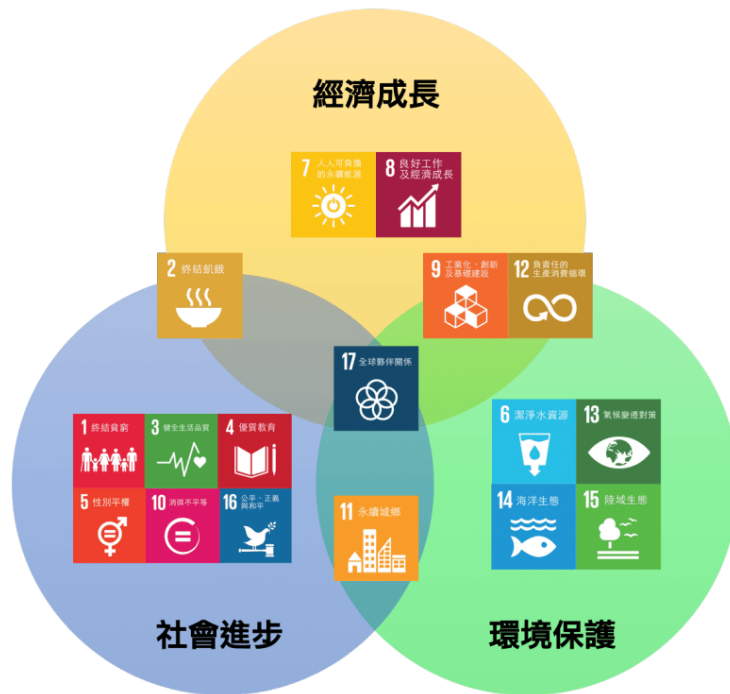 經濟成長
7 人人可負擔
的永續能源
8 良好工作
及經濟成長
2 終結飢餓
9 工業化、創新
及基礎建設
12 負責任的
生產消費循環
17 全球夥伴關係
1 終結貧窮
3 健全生活品質
4 優質教育
5 性別平權
10 消弭不平等
16 公平、正義
與和平
6 潔淨水資源
13 氣候變遷對策
14 海洋生態
15 陸域生態
11 永續城鄉
社會進步
環境保護